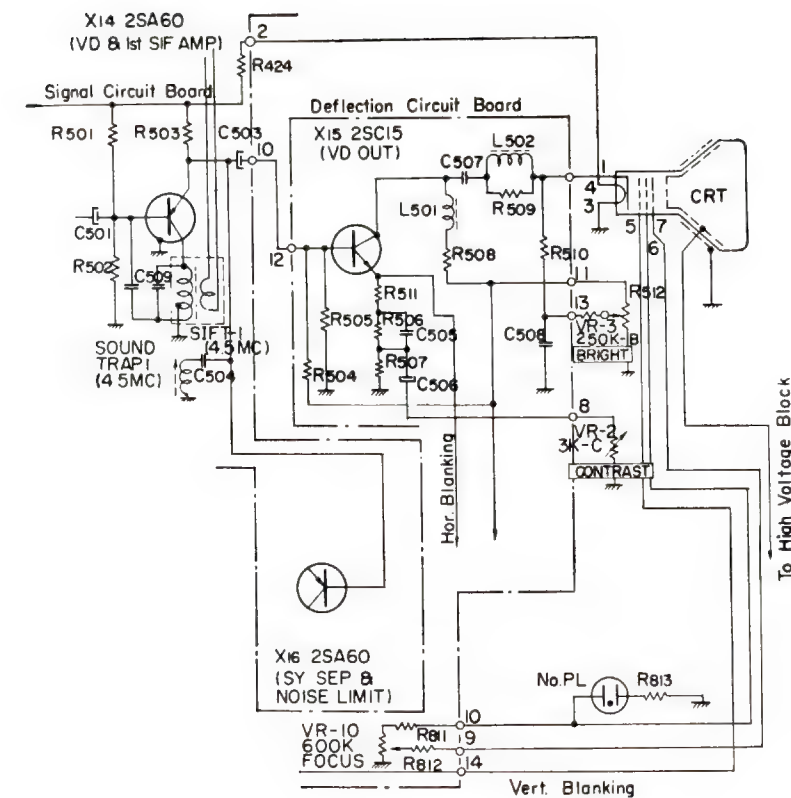 X14 2SA60
(VD & 1st SIF AMP)
2
R424
Signal Circuit Board
Deflection Circuit Board
R501
R503
C503
10
X15 2SC15
(VD OUT)
C507
L502
1
4
3
CRT
5
7
6
R509
L501
C501
12
R508
R510
11
R502
C509
R511
13
R512
R505
R506
C505
C508
VR-3
250K-B
BRIGHT
SOUND
TRAP1
(4.5MC)
SIFT-1
(4.5MC)
C504
R504
R507
C506
8
VR-2
3K-C
CONTRAST
Hor. Blanking
To High Voltage Block
X16 2SA60
(SY SEP &
NOISE LIMIT)
No.PL
R813
VR-10
600K
FOCUS
R811
10
9
R812
14
Vert. Blanking